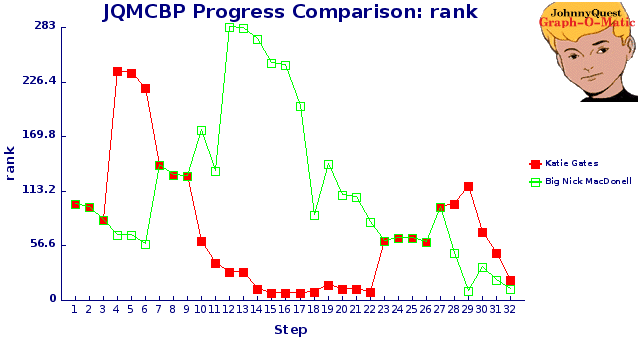 JQMCBP Progress Comparison: rank
JohnnyQuest
Graph-O-Matic
283
226.4
169.8
113.2
56.6
0
rank
Katie Gates
Big Nick MacDonell
1 2 3 4 5 6 7 8 9 10 11 12 13 14 15 16 17 18 19 20 21 22 23 24 25 26 27 28 29 30 31 32
Step